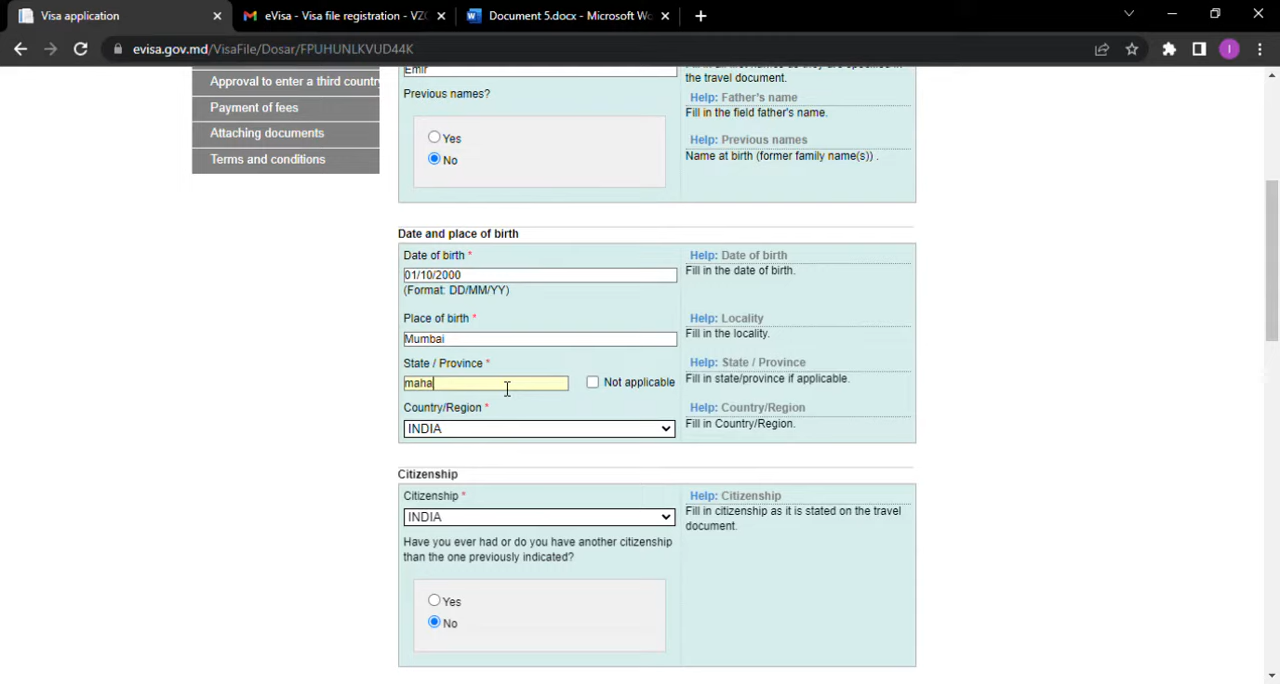 Visa application
eVisa - Visa file registration - VZO
Document 5.docx - Microsoft Wo
evisa.gov.md/VisaFile/Dosar/FPUHUNLKVUD44K
I
Approval to enter a third country
Payment of fees
Attaching documents
Terms and conditions
Emir
Previous names?
Yes
No
the travel document.
Help: Father's name
Fill in the field father's name.
Help: Previous names
Name at birth (former family name(s)) .
Date and place of birth
Date of birth *
01/10/2000
(Format: DD/MM/YY)
Place of birth *
Mumbai
State / Province *
maha
Not applicable
Country/Region *
INDIA
Help: Date of birth
Fill in the date of birth.
Help: Locality
Fill in the locality.
Help: State / Province
Fill in state/province if applicable.
Help: Country/Region
Fill in Country/Region.
Citizenship
Citizenship *
INDIA
Have you ever had or do you have another citizenship
than the one previously indicated?
Yes
No
Help: Citizenship
Fill in citizenship as it is stated on the travel
document.